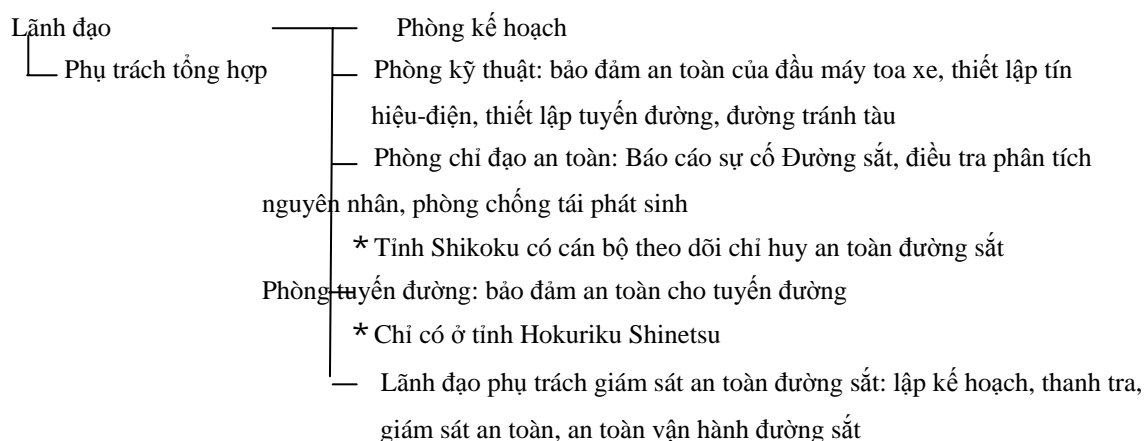 Lãnh đạo
Phòng kế hoạch
Phụ trách tổng hợp
Phòng kỹ thuật: bảo đảm an toàn của đầu máy toa xe, thiết lập tín
hiệu-điện, thiết lập tuyến đường, đường tránh tàu
Phòng chỉ đạo an toàn: Báo cáo sự cố Đường sắt, điều tra phân tích
nguyên nhân, phòng chống tái phát sinh
* Tỉnh Shikoku có cán bộ theo dõi chỉ huy an toàn đường sắt
Phòng tuyến đường: bảo đảm an toàn cho tuyến đường
* Chỉ có ở tỉnh Hokuriku Shinetsu
Lãnh đạo phụ trách giám sát an toàn đường sắt: lập kế hoạch, thanh tra,
giám sát an toàn, an toàn vận hành đường sắt